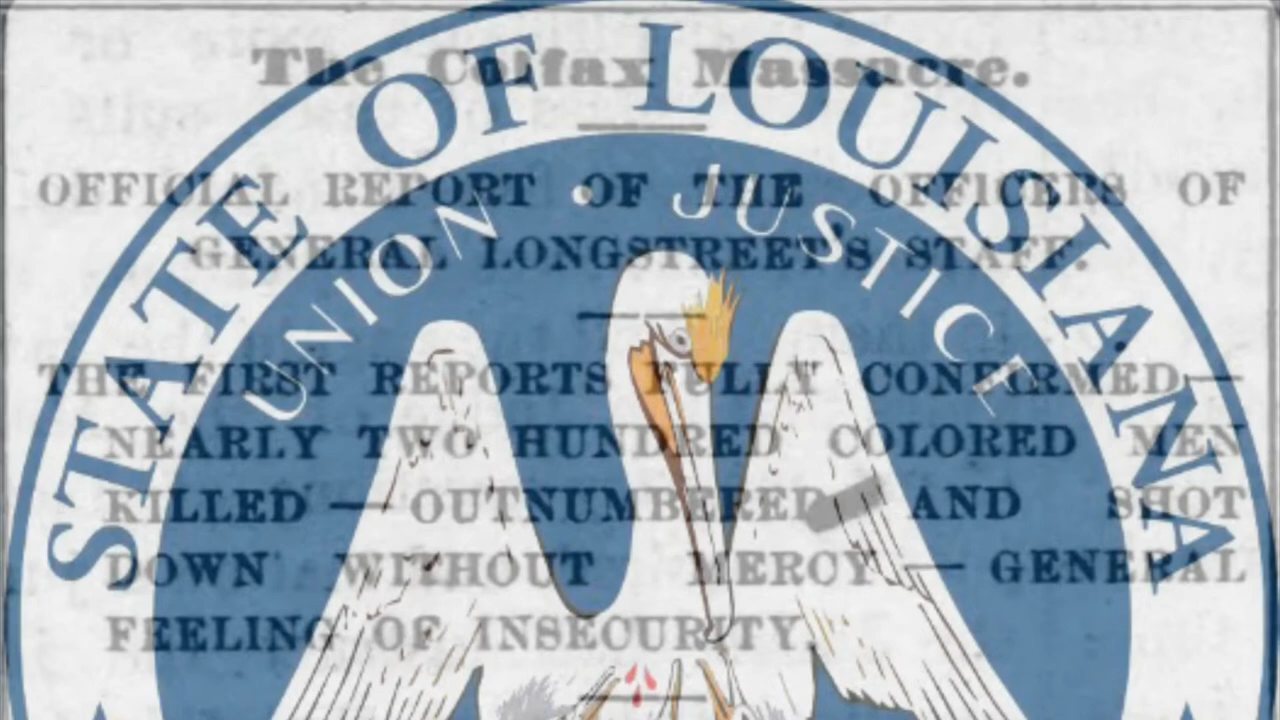 The Colfax Massacre.
STATE OF LOUISIANA
UNION • JUSTICE
OFFICIAL REPORT OF THE OFFICERS OF
GENERAL LONGSTREET'S STAFF.
THE FIRST REPORTS FULLY CONFIRMED—
NEARLY TWO HUNDRED COLORED MEN
KILLED — OUTNUMBERED AND SHOT
DOWN WITHOUT MERCY — GENERAL
FEELING OF INSECURITY.